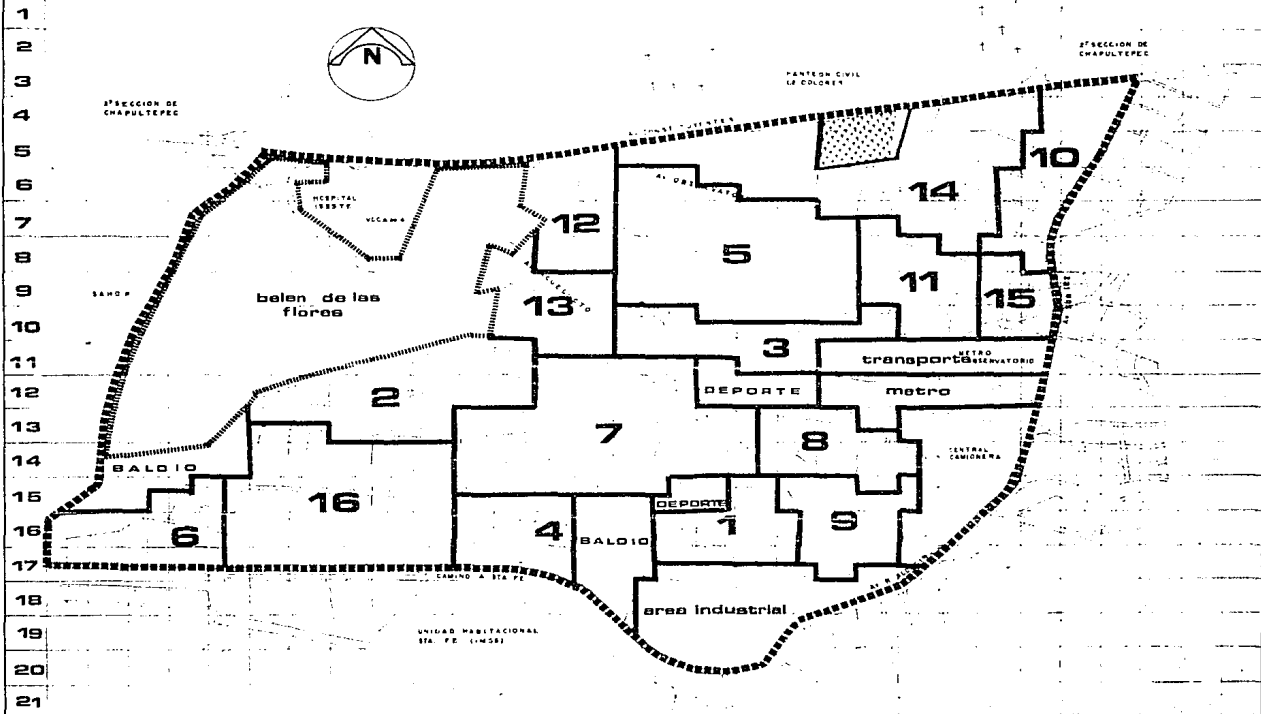 1
2
3
4
5
6
7
8
9
10
11
12
13
14
15
16
17
18
19
20
21
N
2ª SECCION DE
CHAPULTEPEC
PANTEON CIVIL
DE DOLORES
2ª SECCION DE
CHAPULTEPEC
10
14
HOSPITAL
ISSSTE
12
5
11
15
SAHOP
belen de las
flores
13
3
transporte
METRO
OBSERVATORIO
DEPORTE
metro
2
7
8
CENTRAL
CAMIONERA
BALDIO
16
DEPORTE
6
4
BALDIO
1
9
CAMINO A STA FE
area industrial
UNIDAD HABITACIONAL
STA. FE (IMSS)